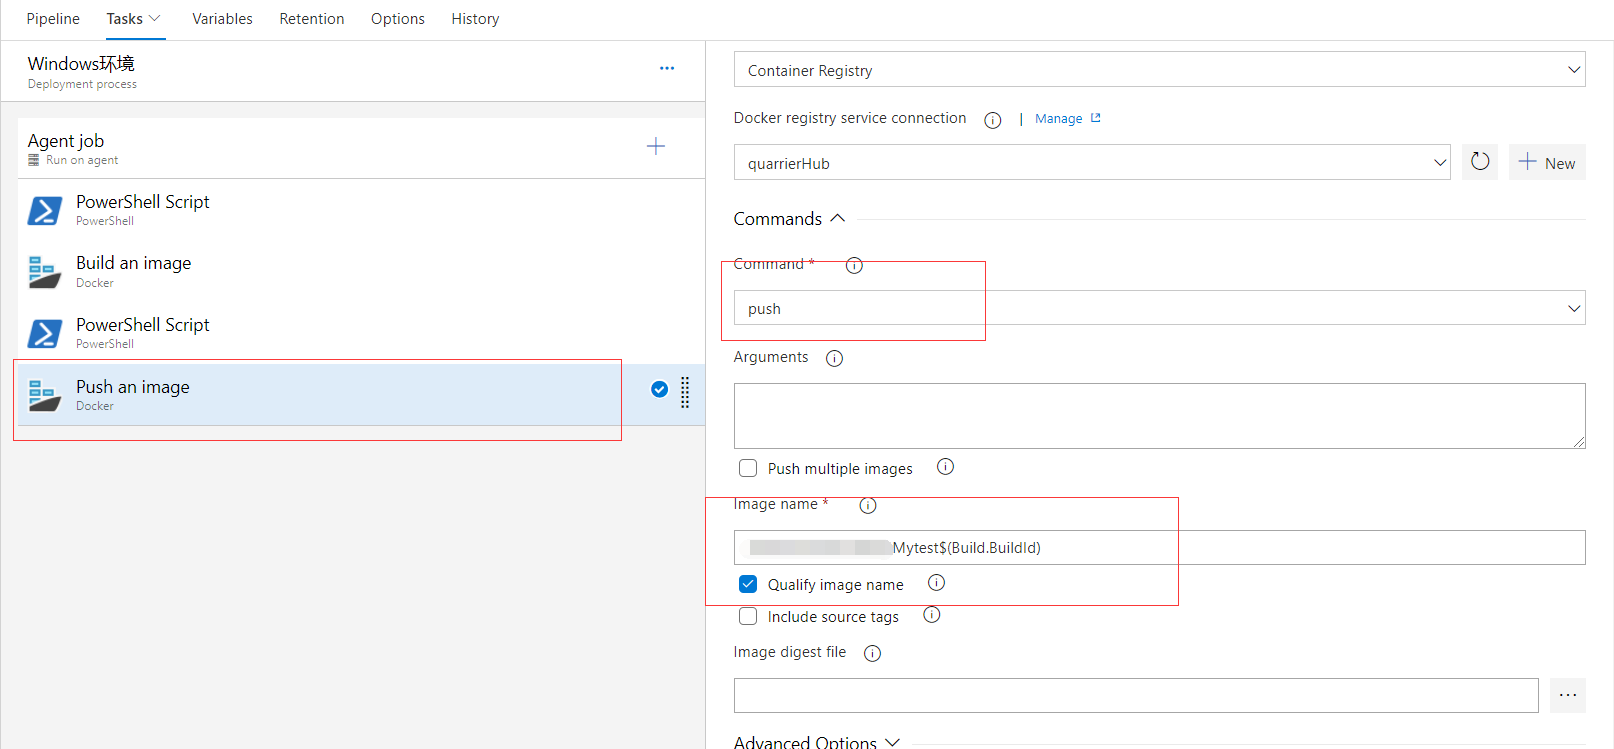 Pipeline Tasks Variables Retention Options History
Windows环境
Deployment process
Agent job
Run on agent
PowerShell Script
PowerShell
Build an image
Docker
PowerShell Script
PowerShell
Push an image
Docker
Container Registry
Docker registry service connection | Manage
quarrierHub
New
Commands
Command *
push
Arguments
Push multiple images
Image name *
Mytest$(Build.BuildId)
Qualify image name
Include source tags
Image digest file
Advanced Options